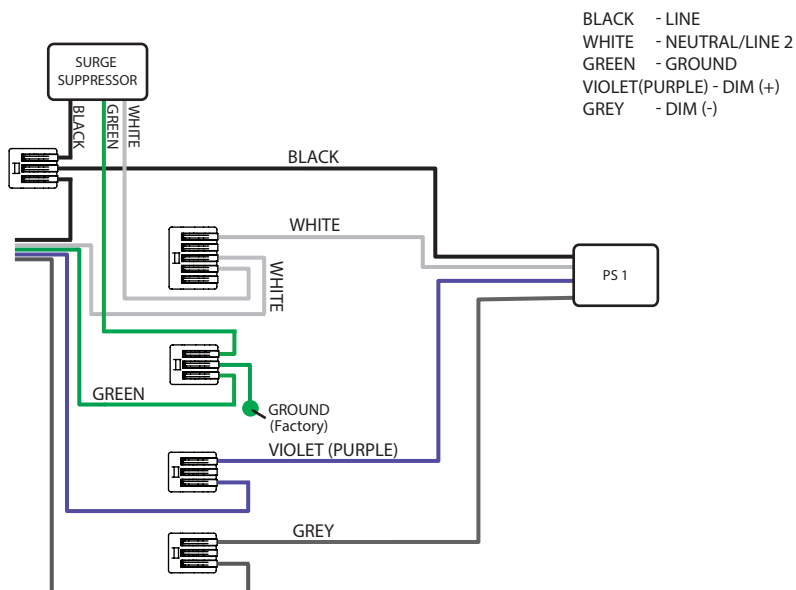 BLACK - LINE
WHITE - NEUTRAL/LINE 2
GREEN - GROUND
VIOLET(PURPLE) - DIM (+)
GREY - DIM (-)
SURGE
SUPPRESSOR
BLACK
GREEN
WHITE
BLACK
WHITE
WHITE
PS 1
GREEN
GROUND
(Factory)
VIOLET (PURPLE)
GREY